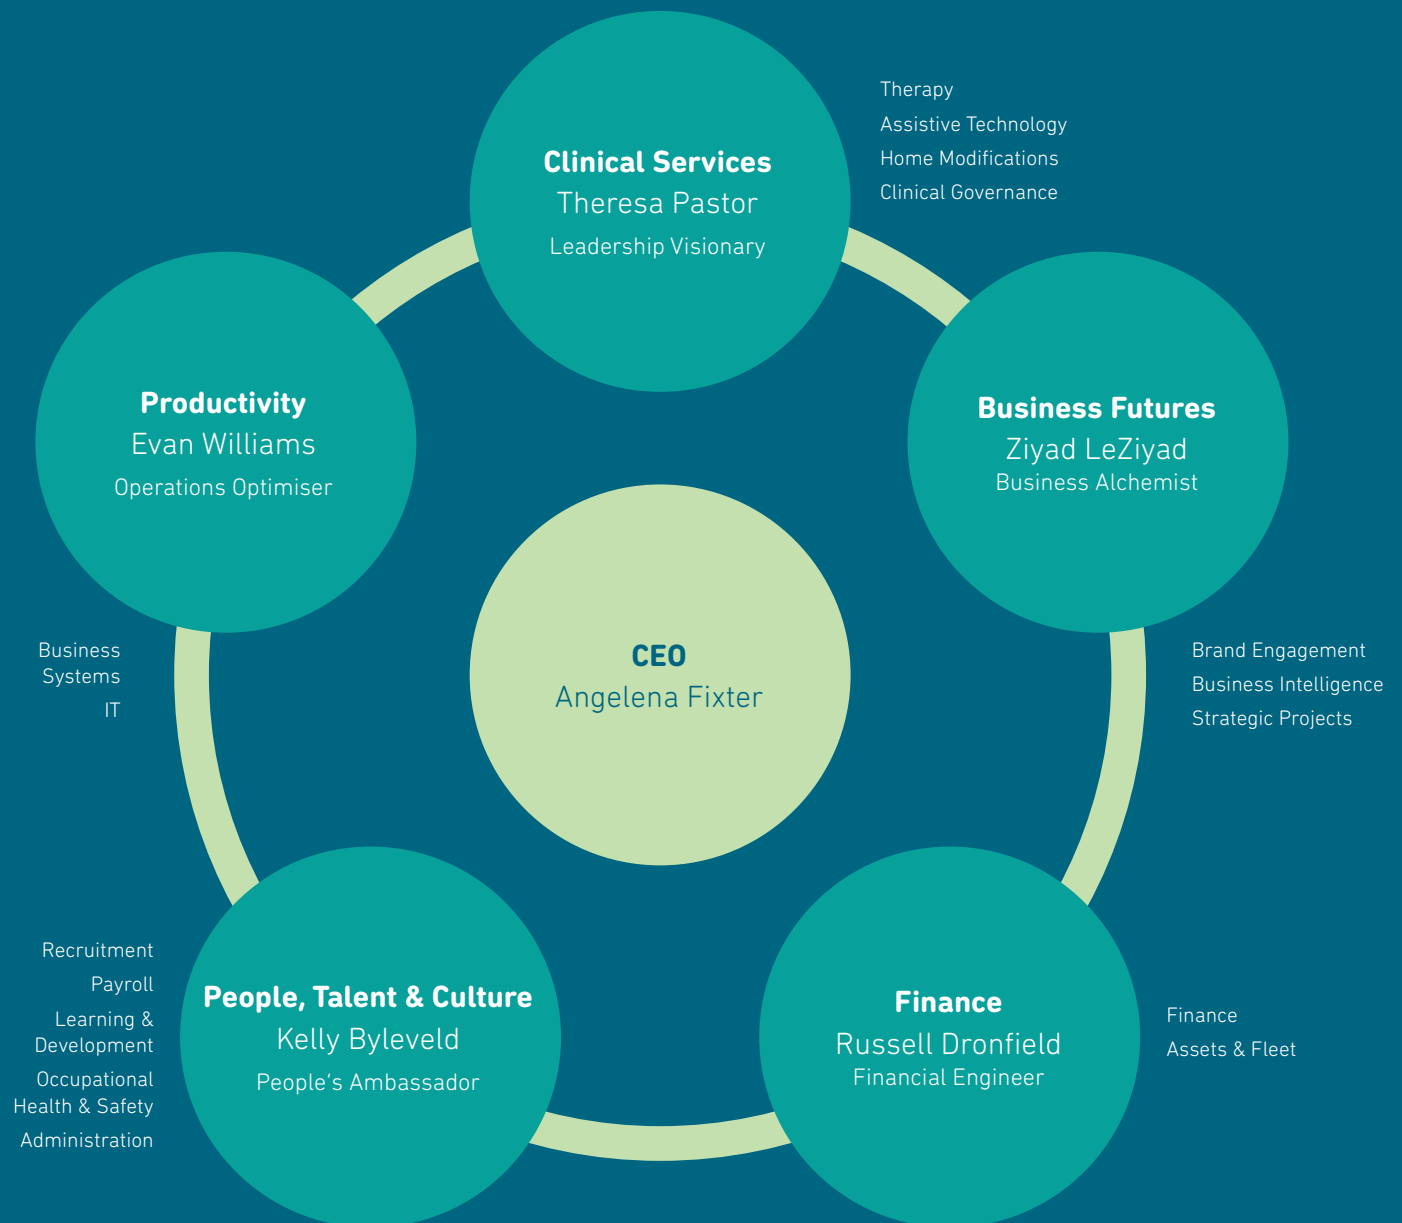 Clinical Services
Theresa Pastor
Leadership Visionary
Therapy
Assistive Technology
Home Modifications
Clinical Governance
Productivity
Evan Williams
Operations Optimiser
Business
Systems
IT
Business Futures
Ziyad LeZiyad
Business Alchemist
Brand Engagement
Business Intelligence
Strategic Projects
CEO
Angelena Fixter
People, Talent & Culture
Kelly Byleveld
People’s Ambassador
Recruitment
Payroll
Learning &
Development
Occupational
Health & Safety
Administration
Finance
Russell Dronfield
Financial Engineer
Finance
Assets & Fleet